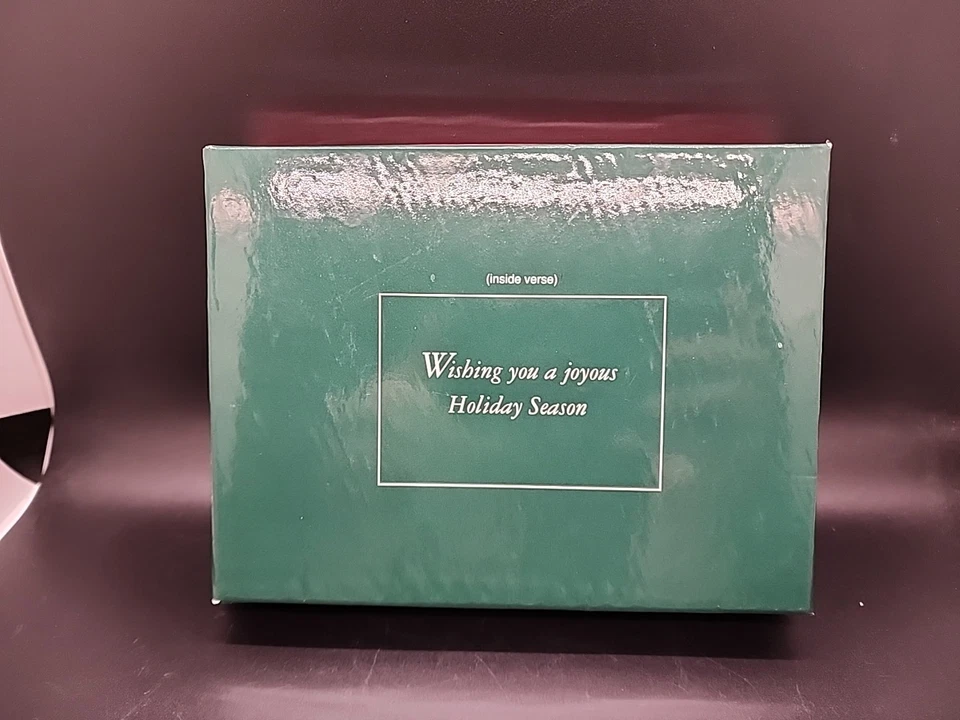 (inside verse)
Wishing you a joyous
Holiday Season